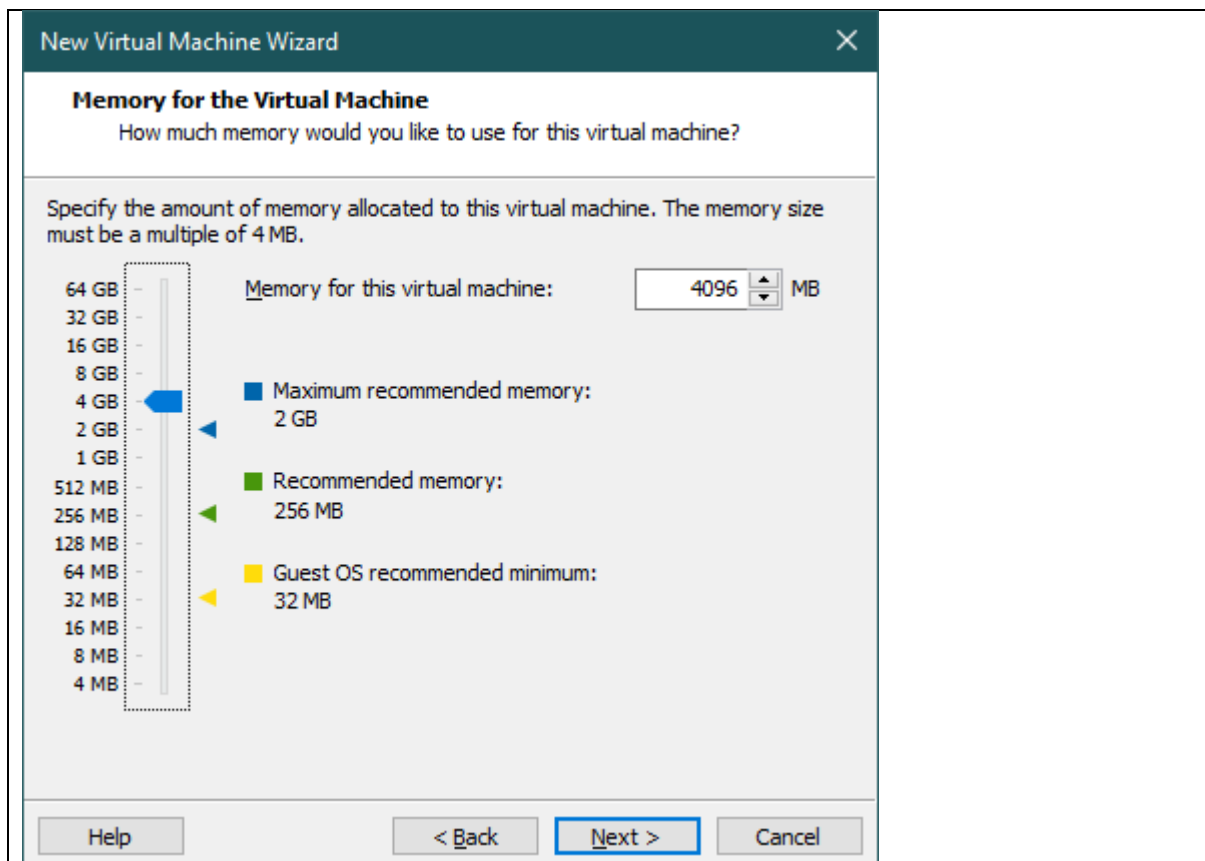 New Virtual Machine Wizard
Memory for the Virtual Machine
How much memory would you like to use for this virtual machine?
Specify the amount of memory allocated to this virtual machine. The memory size
must be a multiple of 4 MB.
64 GB
32 GB
16 GB
8 GB
4 GB
2 GB
1 GB
512 MB
256 MB
128 MB
64 MB
32 MB
16 MB
8 MB
4 MB
Memory for this virtual machine: 4096 MB
Maximum recommended memory:
2 GB
Recommended memory:
256 MB
Guest OS recommended minimum:
32 MB
Help < Back Next > Cancel